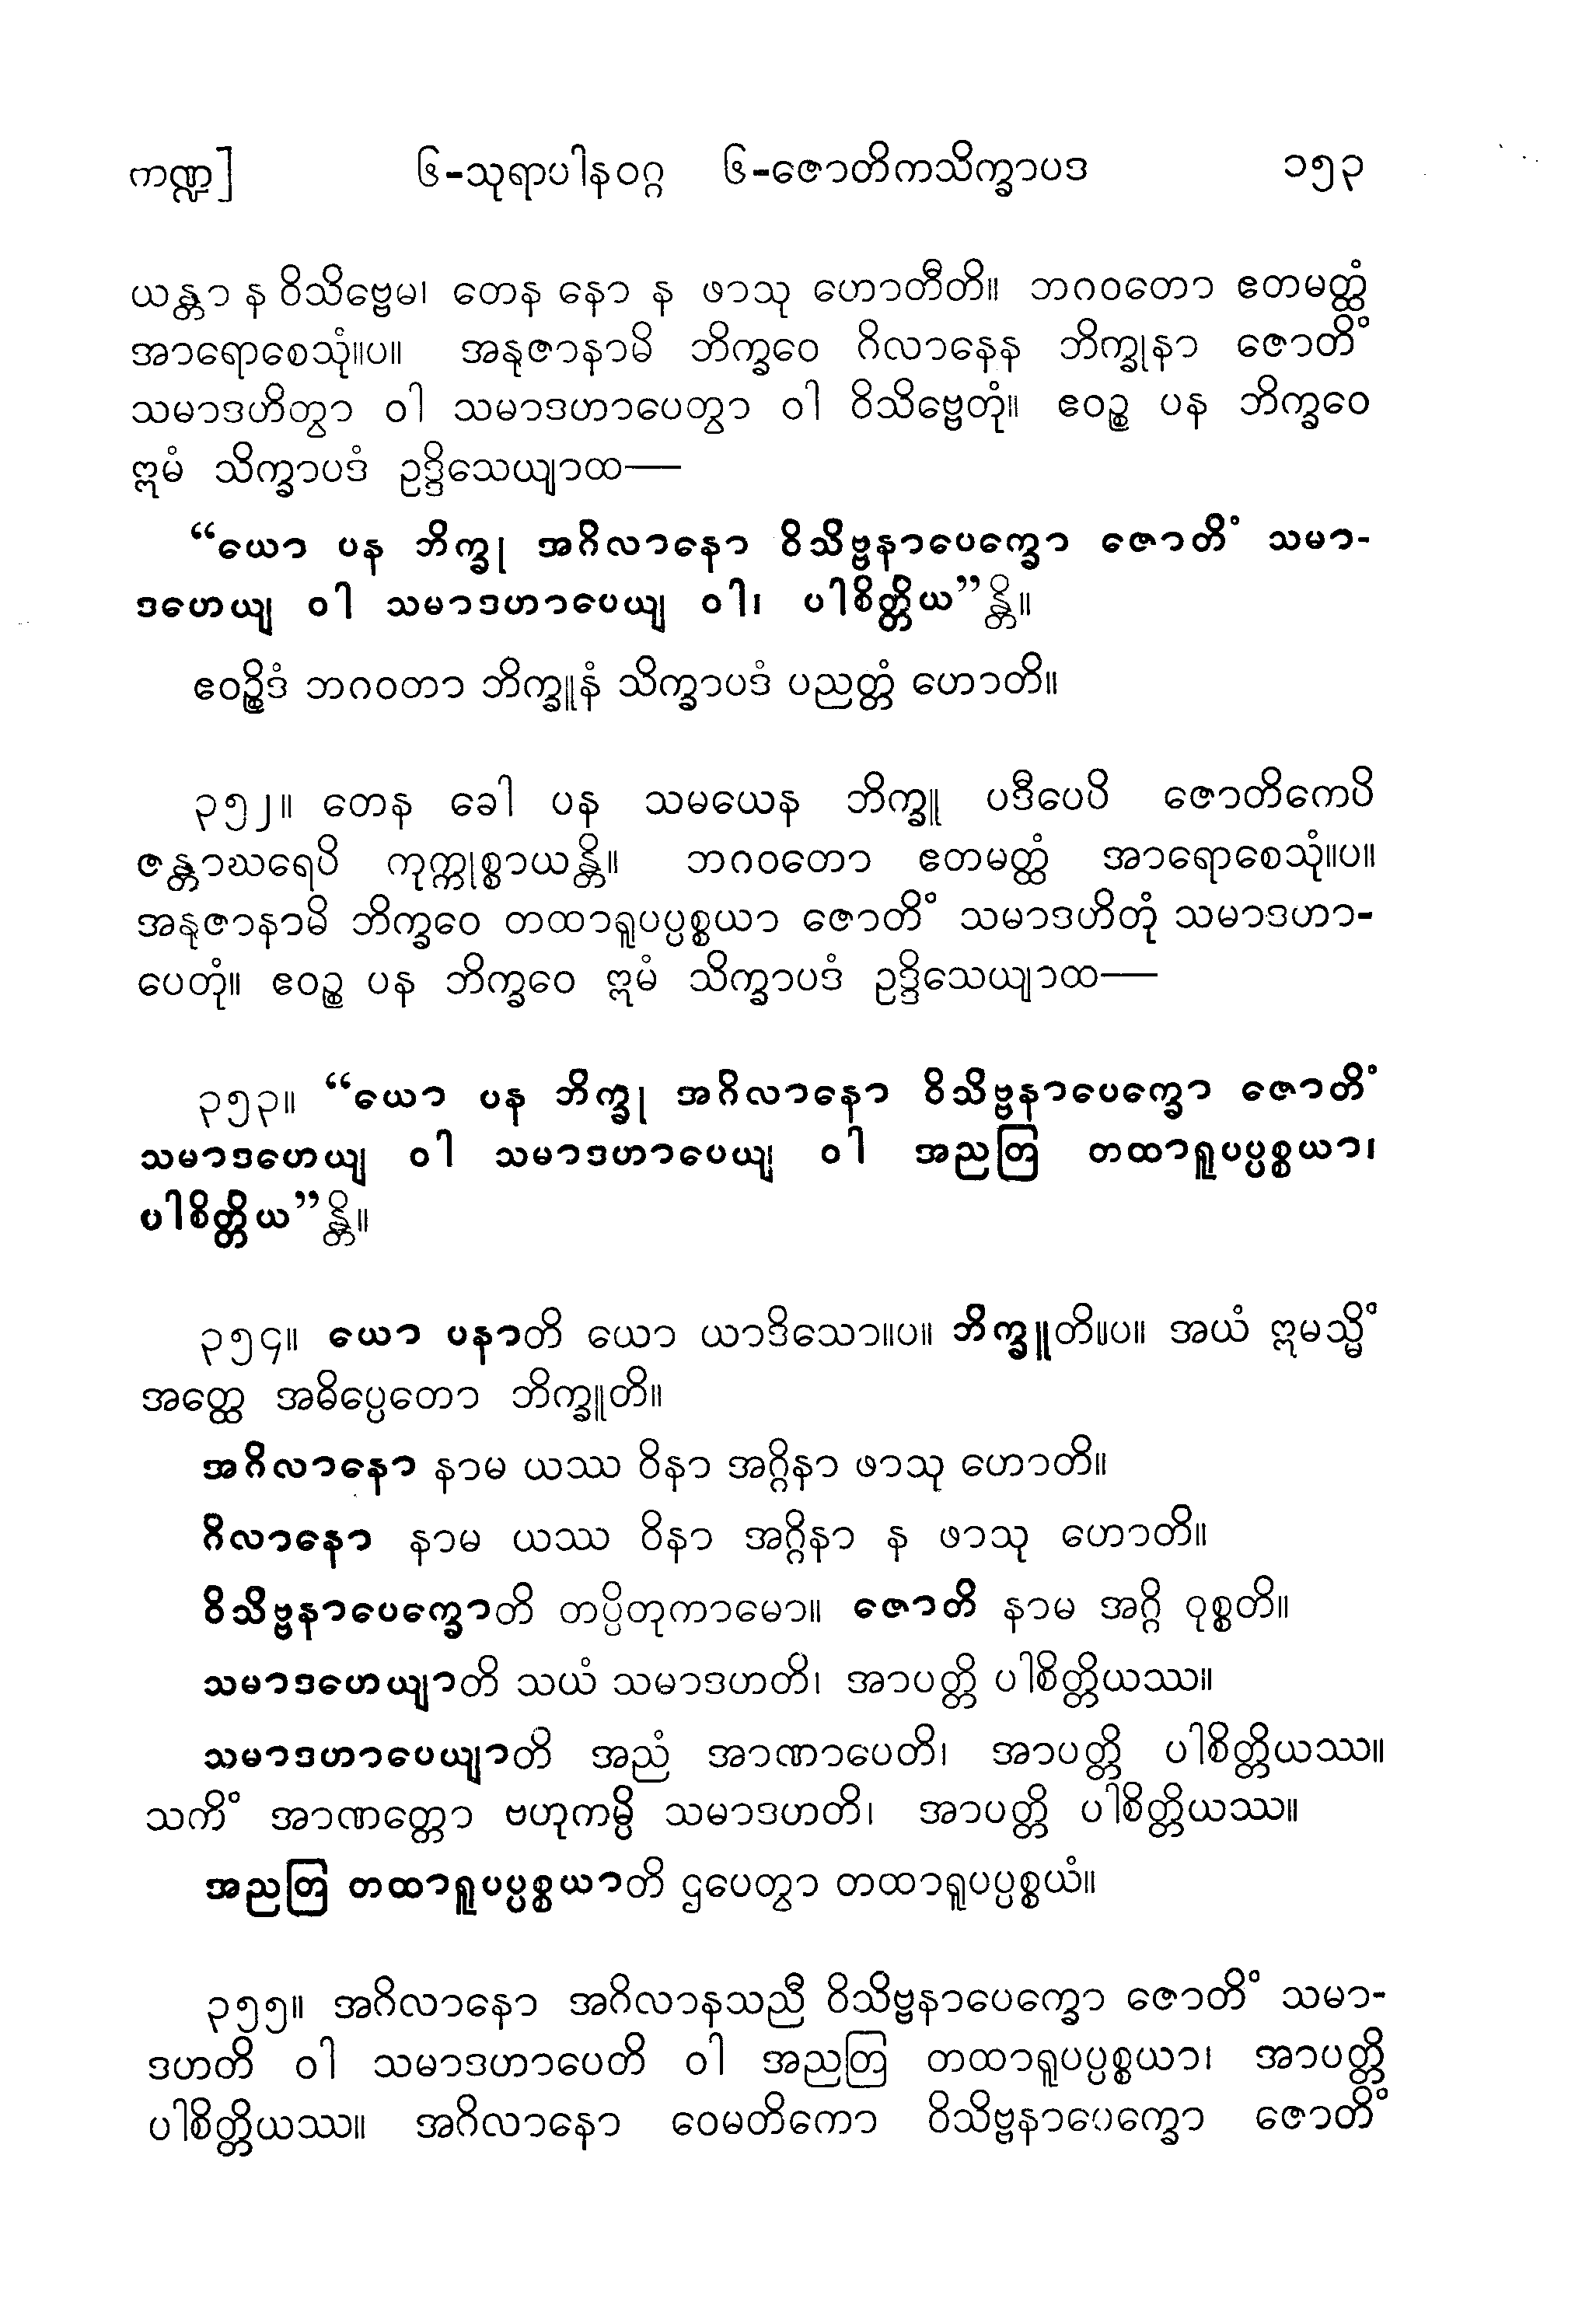 ကဏ္ဍ] ၆-သုရာပါနဝဂ္ဂ ၆-ဇောတိကသိက္ခာပဒ ၁၅၃
ယန္တာ န ဝိသိဗ္ဗေမ၊ တေန နော န ဖာသု ဟောတီတိ။ ဘဂဝတော ဧတမတ္ထံ
အာရောစေသုံ။ပ။ အနုဇာနာမိ ဘိက္ခဝေ ဂိလာနေန ဘိက္ခုနာ ဇောတိံ
သမာဒဟိတွာ ဝါ သမာဒဟာပေတွာ ဝါ ဝိသိဗ္ဗေတုံ။ ဧဝဉ္စ ပန ဘိက္ခဝေ
ဣမံ သိက္ခာပဒံ ဥဒ္ဒိသေယျာထ—
“ယော ပန ဘိက္ခု အဂိလာနော ဝိသိဗ္ဗနာပေက္ခော ဇောတိံ သမာ-
ဒဟေယျ ဝါ သမာဒဟာပေယျ ဝါ၊ ပါစိတ္တိယ”န္တိ။
ဧဝဉ္စိဒံ ဘဂဝတာ ဘိက္ခူနံ သိက္ခာပဒံ ပညတ္တံ ဟောတိ။
၃၅၂။ တေန ခေါ ပန သမယေန ဘိက္ခူ ပဒီပေပိ ဇောတိကေပိ
ဇန္တာဃရေပိ ကုက္ကုစ္စာယန္တိ။ ဘဂဝတော ဧတမတ္ထံ အာရောစေသုံ။ပ။
အနုဇာနာမိ ဘိက္ခဝေ တထာရူပပ္ပစ္စယာ ဇောတိံ သမာဒဟိတုံ သမာဒဟာ-
ပေတုံ။ ဧဝဉ္စ ပန ဘိက္ခဝေ ဣမံ သိက္ခာပဒံ ဥဒ္ဒိသေယျာထ—
၃၅၃။ “ယော ပန ဘိက္ခု အဂိလာနော ဝိသိဗ္ဗနာပေက္ခော ဇောတိံ
သမာဒဟေယျ ဝါ သမာဒဟာပေယျ ဝါ အညတြ တထာရူပပ္ပစ္စယာ၊
ပါစိတ္တိယ”န္တိ။
၃၅၄။ ယော ပနာတိ ယော ယာဒိသော။ပ။ ဘိက္ခူတိ။ပ။ အယံ ဣမသ္မိံ
အတ္ထေ အဓိပ္ပေတော ဘိက္ခူတိ။
အဂိလာနော နာမ ယဿ ဝိနာ အဂ္ဂိနာ ဖာသု ဟောတိ။
ဂိလာနော နာမ ယဿ ဝိနာ အဂ္ဂိနာ န ဖာသု ဟောတိ။
ဝိသိဗ္ဗနာပေက္ခောတိ တပ္ပိတုကာမော။ ဇောတိ နာမ အဂ္ဂိ ဝုစ္စတိ။
သမာဒဟေယျာတိ သယံ သမာဒဟတိ၊ အာပတ္တိ ပါစိတ္တိယဿ။
သမာဒဟာပေယျာတိ အညံ အာဏာပေတိ၊ အာပတ္တိ ပါစိတ္တိယဿ။
သကိံ အာဏတ္တော ဗဟုကမ္ပိ သမာဒဟတိ၊ အာပတ္တိ ပါစိတ္တိယဿ။
အညတြ တထာရူပပ္ပစ္စယာတိ ဌပေတွာ တထာရူပပ္ပစ္စယံ။
၃၅၅။ အဂိလာနော အဂိလာနသညီ ဝိသိဗ္ဗနာပေက္ခော ဇောတိံ သမာ-
ဒဟတိ ဝါ သမာဒဟာပေတိ ဝါ အညတြ တထာရူပပ္ပစ္စယာ၊ အာပတ္တိ
ပါစိတ္တိယဿ။ အဂိလာနော ဝေမတိကော ဝိသိဗ္ဗနာပေက္ခော ဇောတိံ